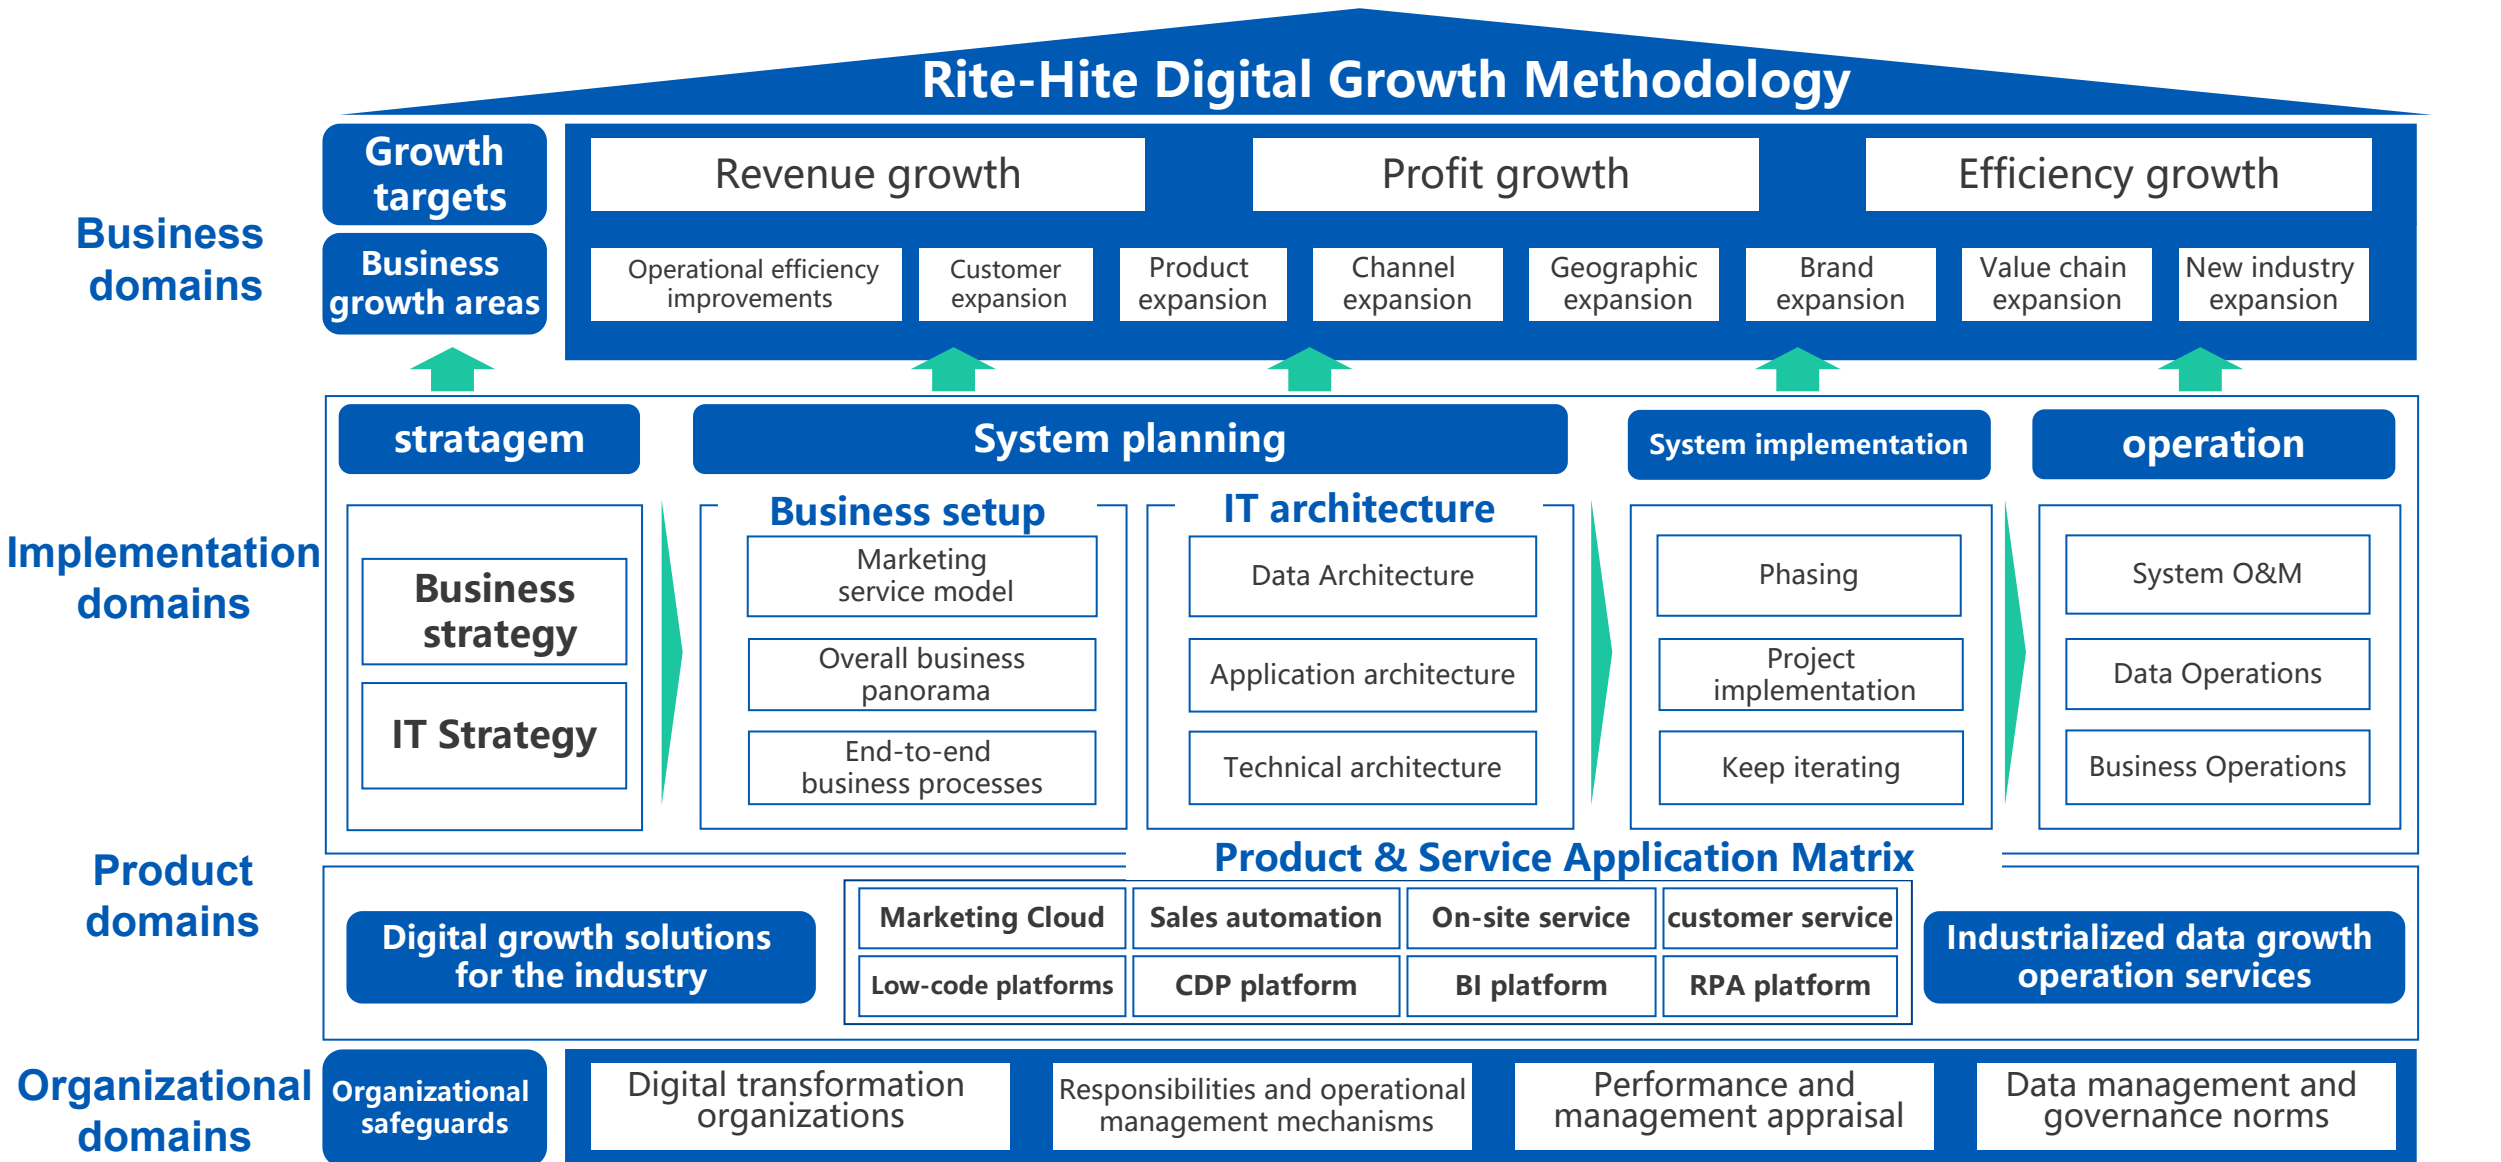 Rite-Hite Digital Growth Methodology
Business
domains
Growth
targets
Revenue growth
Profit growth
Efficiency growth
Business
growth areas
Operational efficiency
improvements
Customer
expansion
Product
expansion
Channel
expansion
Geographic
expansion
Brand
expansion
Value chain
expansion
New industry
expansion
Implementation
domains
stratagem
System planning
System implementation
operation
Business
strategy
IT Strategy
Business setup
Marketing
service model
Overall business
panorama
End-to-end
business processes
IT architecture
Data Architecture
Application architecture
Technical architecture
Phasing
Project
implementation
Keep iterating
System O&M
Data Operations
Business Operations
Product
domains
Product & Service Application Matrix
Digital growth solutions
for the industry
Marketing Cloud
Sales automation
On-site service
customer service
Low-code platforms
CDP platform
BI platform
RPA platform
Industrialized data growth
operation services
Organizational
domains
Organizational
safeguards
Digital transformation
organizations
Responsibilities and operational
management mechanisms
Performance and
management appraisal
Data management and
governance norms